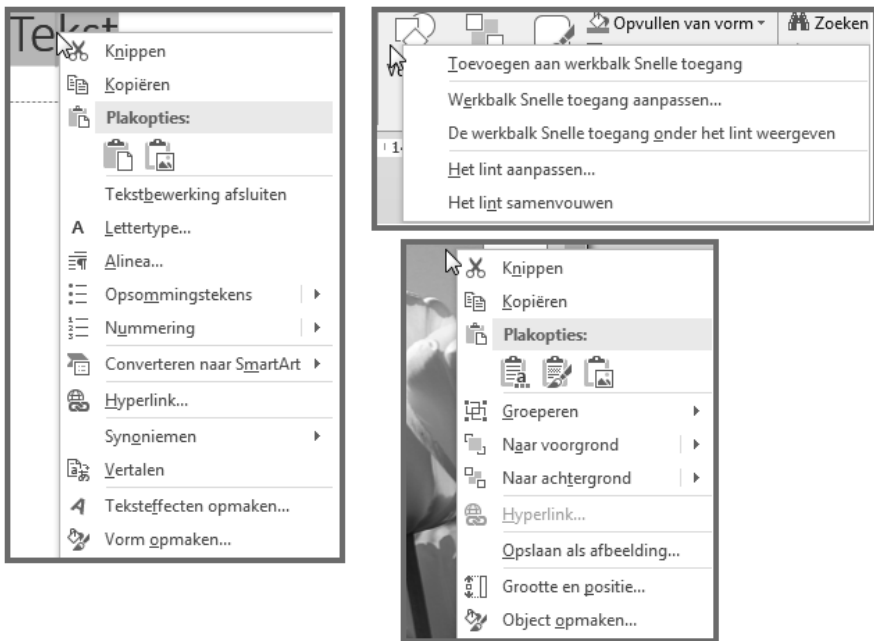 Tekst
Knippen
Kopiëren
Plakopties:
Tekstbewerking afsluiten
A Lettertype...
Alinea...
Opsommingstekens
Nummering
Converteren naar SmartArt
Hyperlink...
Synoniemen
Vertalen
A Teksteffecten opmaken...
Vorm opmaken...
Opvullen van vorm
Zoeken
Toevoegen aan werkbalk Snelle toegang
Werkbalk Snelle toegang aanpassen...
De werkbalk Snelle toegang onder het lint weergeven
Het lint aanpassen...
Het lint samenvouwen
Knippen
Kopiëren
Plakopties:
Groeperen
Naar voorgrond
Naar achtergrond
Hyperlink...
Opslaan als afbeelding...
Grootte en positie...
Object opmaken...